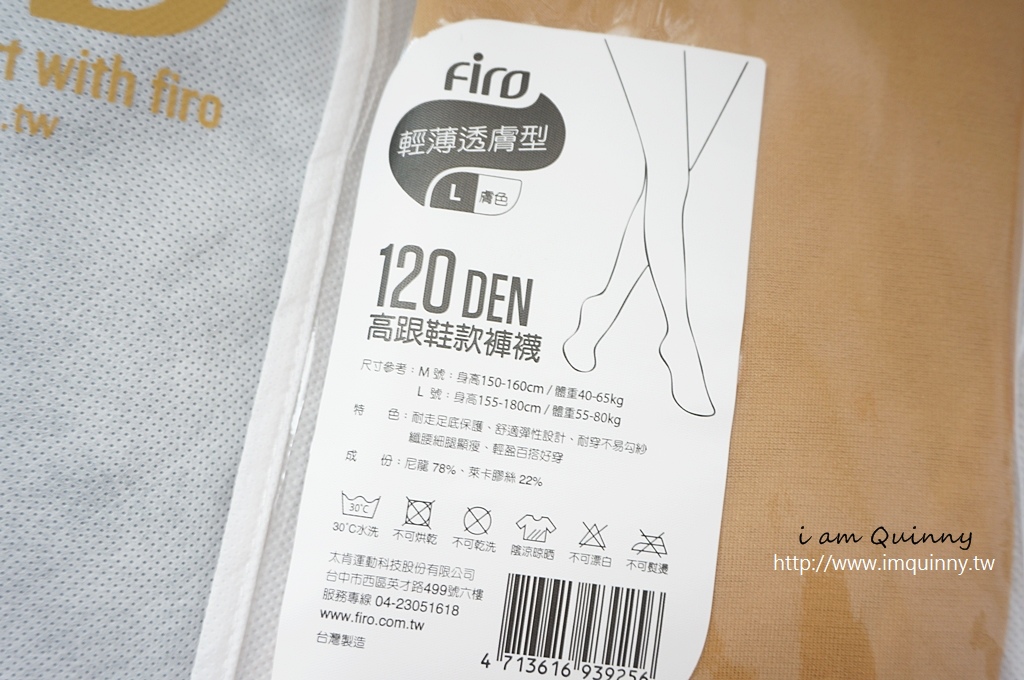 t with firo
.tw
Firo
輕薄透膚型
L 膚色
120 DEN
高跟鞋款褲襪
尺寸參考：M 號：身高150-160cm / 體重40-65kg
L 號：身高155-180cm / 體重55-80kg
特 色：耐走足底保護、舒適彈性設計、耐穿不易勾紗
纖腰細腿顯瘦、輕盈百搭好穿
成 份：尼龍 78%、萊卡膠絲 22%
30°C
30°C水洗 不可烘乾 不可乾洗 陰涼晾晒 不可漂白 不可熨燙
太肯運動科技股份有限公司
台中市西區英才路499號六樓
服務專線 04-23051618
www.firo.com.tw
台灣製造
4 713616 939256
i am Quinny
http://www.imquinny.tw